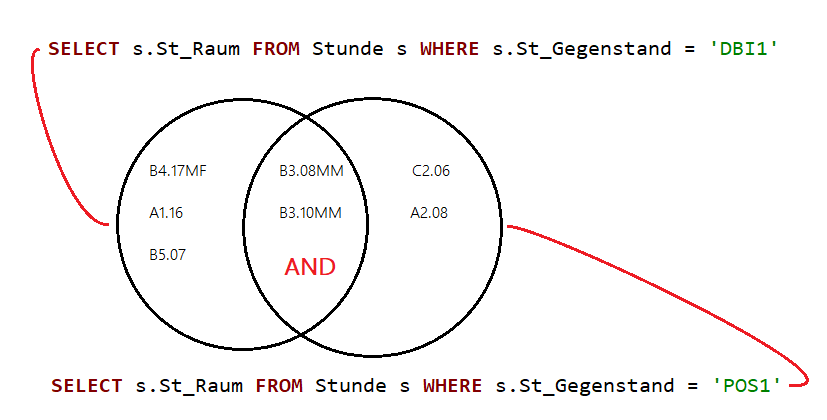 SELECT s.St_Raum FROM Stunde s WHERE s.St_Gegenstand = 'DBI1'
B4.17MF B3.08MM C2.06
A1.16 B3.10MM A2.08
B5.07
AND
SELECT s.St_Raum FROM Stunde s WHERE s.St_Gegenstand = 'POS1'